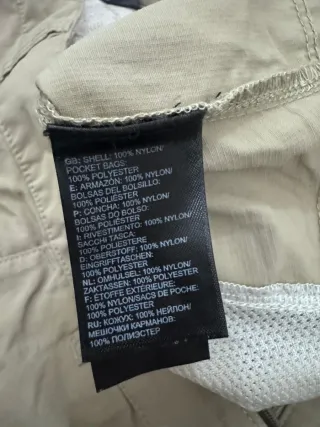 GB: SHELL: 100% NYLON/
POCKET BAGS:
100% POLYESTER
E: ARMAZÓN: 100% NYLON/
BOLSAS DEL BOLSILLO:
100% POLIÉSTER
P: CONCHA: 100% NYLON/
BOLSAS DO BOLSO:
100% POLIÉSTER
I: RIVESTIMENTO: 100% NYLON/
SACCHI TASCA:
100% POLIESTERE
D: OBERSTOFF: 100% NYLON/
EINGRIFFTASCHEN:
100% POLYESTER
NL: OMHULSEL: 100% NYLON/
ZAKTASSEN: 100% POLYESTER
F: ÉTOFFE EXTÉRIEURE:
100% NYLON/SACS DE POCHE:
100% POLYESTER
RU: КОЖУХ: 100% НЕЙЛОН/
МЕШОЧКИ КАРМАНОВ:
100% ПОЛИЭСТЕР